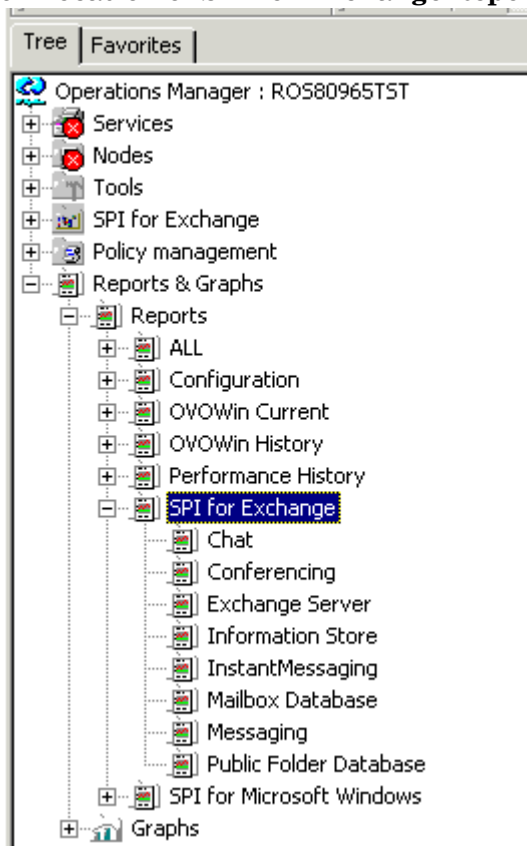 Tree Favorites
Operations Manager : ROS80965TST
Services
Nodes
Tools
SPI for Exchange
Policy management
Reports & Graphs
Reports
ALL
Configuration
OVOWin Current
OVOWin History
Performance History
SPI for Exchange
Chat
Conferencing
Exchange Server
Information Store
InstantMessaging
Mailbox Database
Messaging
Public Folder Database
SPI for Microsoft Windows
Graphs